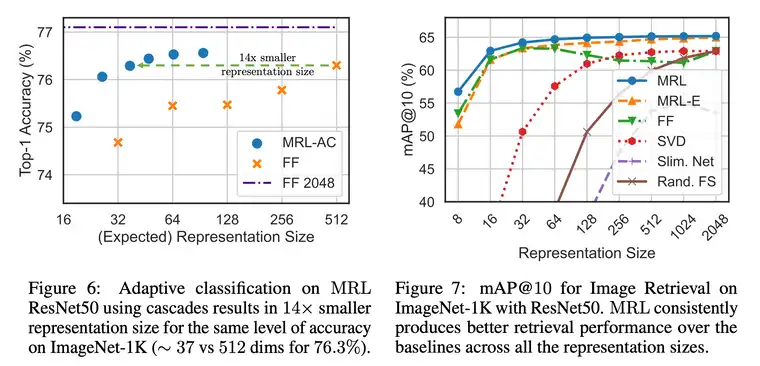 77
76
75
74
Top-1 Accuracy (%)
14x smaller
representation size
MRL-AC
FF
FF 2048
16 32 64 128 256 512
(Expected) Representation Size
65
60
55
50
45
40
mAP@10 (%)
MRL
MRL-E
FF
SVD
Slim. Net
Rand. FS
8 16 32 64 128 256 512 1024 2048
Representation Size
Figure 6: Adaptive classification on MRL
ResNet50 using cascades results in 14× smaller
representation size for the same level of accuracy
on ImageNet-1K (∼ 37 vs 512 dims for 76.3%).
Figure 7: mAP@10 for Image Retrieval on
ImageNet-1K with ResNet50. MRL consistently
produces better retrieval performance over the
baselines across all the representation sizes.